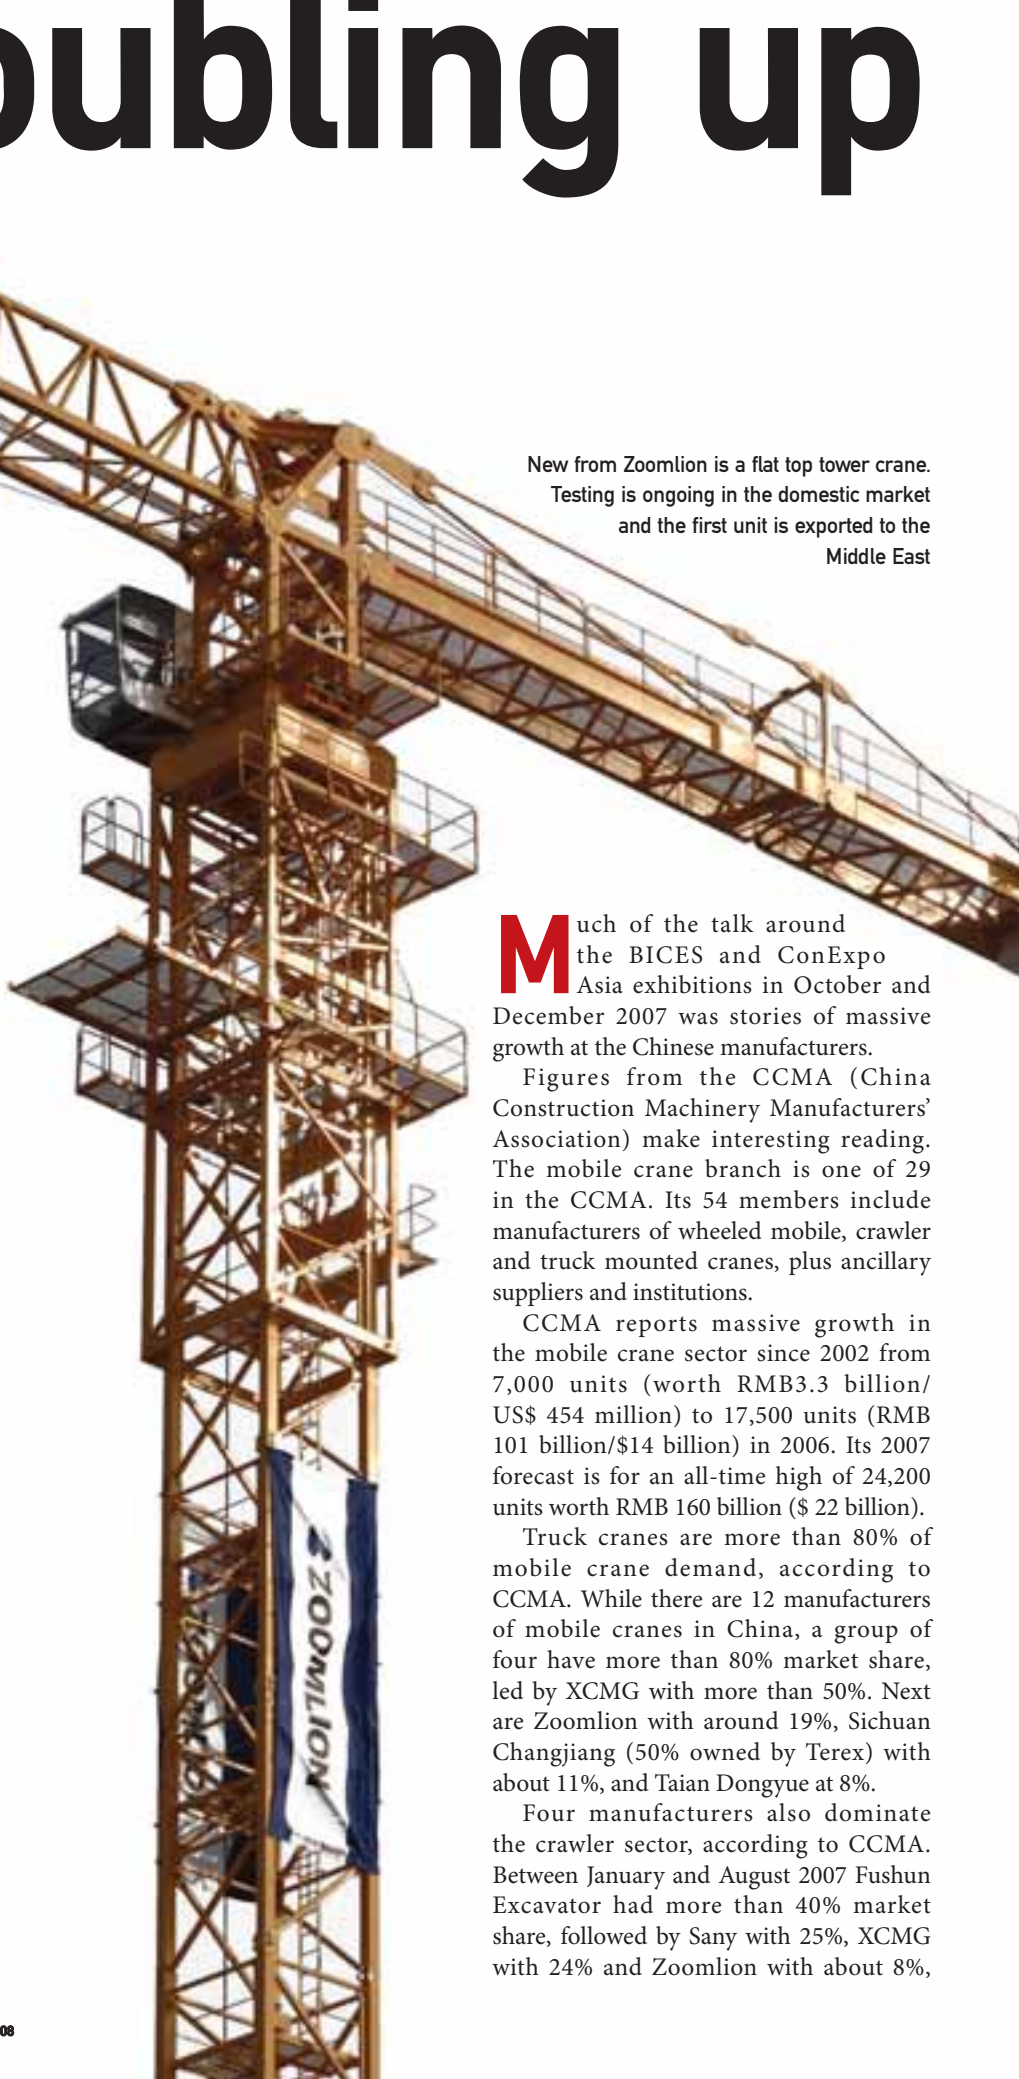 oubling up
New from Zoomlion is a flat top tower crane.
Testing is ongoing in the domestic market
and the first unit is exported to the
Middle East
Much of the talk around
the BICES and ConExpo
Asia exhibitions in October and
December 2007 was stories of massive
growth at the Chinese manufacturers.
Figures from the CCMA (China
Construction Machinery Manufacturers’
Association) make interesting reading.
The mobile crane branch is one of 29
in the CCMA. Its 54 members include
manufacturers of wheeled mobile, crawler
and truck mounted cranes, plus ancillary
suppliers and institutions.
CCMA reports massive growth in
the mobile crane sector since 2002 from
7,000 units (worth RMB3.3 billion/
US$ 454 million) to 17,500 units (RMB
101 billion/$14 billion) in 2006. Its 2007
forecast is for an all-time high of 24,200
units worth RMB 160 billion ($ 22 billion).
Truck cranes are more than 80% of
mobile crane demand, according to
CCMA. While there are 12 manufacturers
of mobile cranes in China, a group of
four have more than 80% market share,
led by XCMG with more than 50%. Next
are Zoomlion with around 19%, Sichuan
Changjiang (50% owned by Terex) with
about 11%, and Taian Dongyue at 8%.
Four manufacturers also dominate
the crawler sector, according to CCMA.
Between January and August 2007 Fushun
Excavator had more than 40% market
share, followed by Sany with 25%, XCMG
with 24% and Zoomlion with about 8%,
ZOOMLION
08